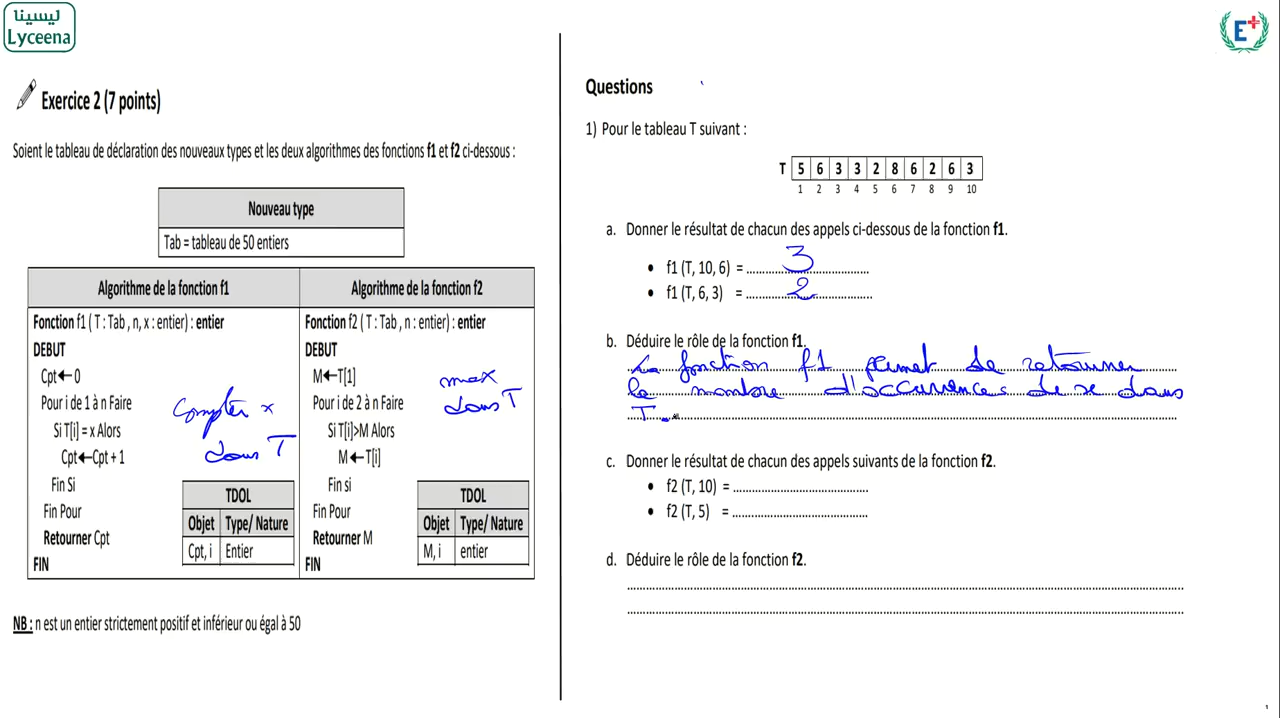 ليسينا
Lyceena
E+
Exercice 2 (7 points)
Soient le tableau de déclaration des nouveaux types et les deux algorithmes des fonctions f1 et f2 ci-dessous :
Nouveau type
Tab = tableau de 50 entiers
Algorithme de la fonction f1
Fonction f1 ( T : Tab , n, x : entier) : entier
DEBUT
Cpt←0
Pour i de 1 à n Faire
Si T[i] = x Alors
Cpt←Cpt + 1
Fin Si
Fin Pour
Retourner Cpt
FIN
compter x
dans T
TDOL
Objet Type/ Nature
Cpt, i Entier
Algorithme de la fonction f2
Fonction f2 ( T : Tab , n : entier) : entier
DEBUT
M←T[1]
Pour i de 2 à n Faire
Si T[i]>M Alors
M←T[i]
Fin si
Fin Pour
Retourner M
FIN
max
dans T
TDOL
Objet Type/ Nature
M, i entier
NB : n est un entier strictement positif et inférieur ou égal à 50
Questions
1) Pour le tableau T suivant :
T 5 6 3 3 2 8 6 2 6 3
1 2 3 4 5 6 7 8 9 10
a. Donner le résultat de chacun des appels ci-dessous de la fonction f1.
• f1 (T, 10, 6) = 3
• f1 (T, 6, 3) = 2
b. Déduire le rôle de la fonction f1.
La fonction f1 permet de retourner
le nombre d'occurrences de x dans
T.
c. Donner le résultat de chacun des appels suivants de la fonction f2.
• f2 (T, 10) = ........................................
• f2 (T, 5) = ........................................
d. Déduire le rôle de la fonction f2.
1